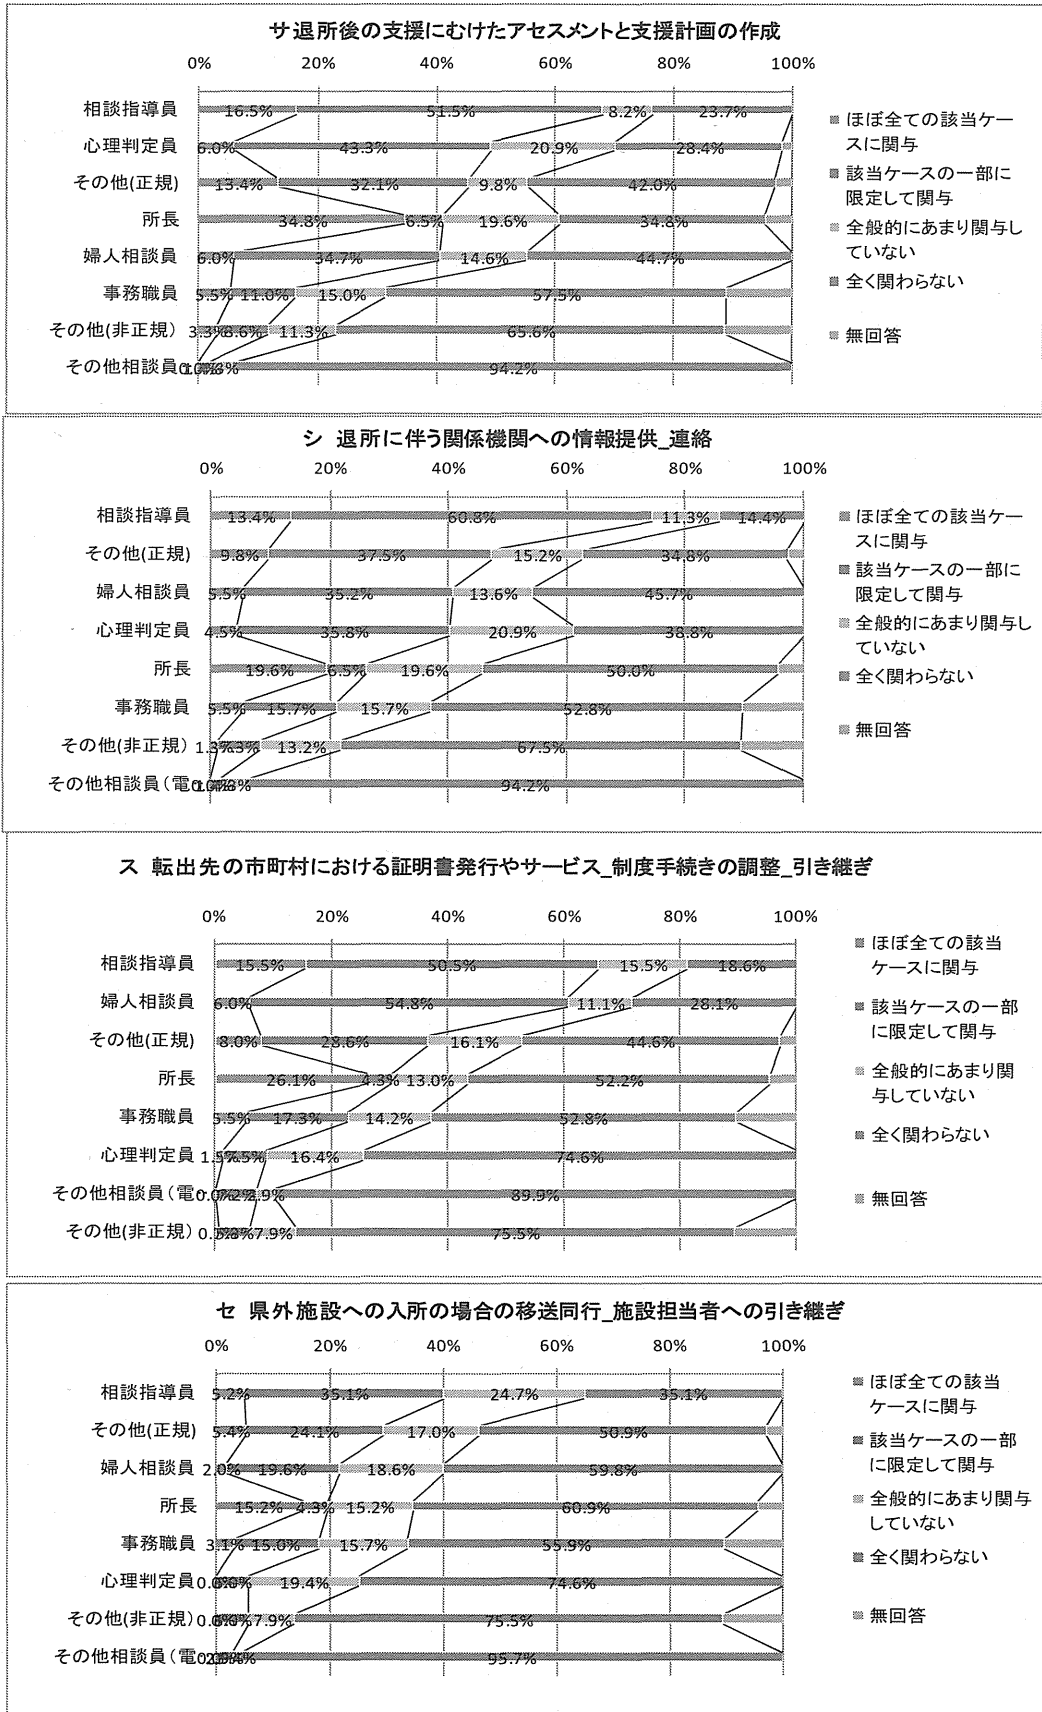 サ退所後の支援にむけたアセスメントと支援計画の作成
0% 20% 40% 60% 80% 100%
相談指導員 16.5% 51.5% 8.2% 23.7%
心理判定員 6.0% 43.3% 20.9% 28.4%
その他(正規) 13.4% 32.1% 9.8% 42.0%
所長 34.8% 6.5% 19.6% 34.8%
婦人相談員 6.0% 34.7% 14.6% 44.7%
事務職員 5.5% 11.0% 15.0% 57.5%
その他(非正規) 3.3% 8.6% 11.3% 65.6%
その他相談員 94.2%
ほぼ全ての該当ケー
スに関与
該当ケースの一部に
限定して関与
全般的にあまり関与し
ていない
全く関わらない
無回答
シ 退所に伴う関係機関への情報提供_連絡
0% 20% 40% 60% 80% 100%
相談指導員 13.4% 60.8% 11.3% 14.4%
その他(正規) 9.8% 37.5% 15.2% 34.8%
婦人相談員 5.5% 35.2% 13.6% 45.7%
心理判定員 4.5% 35.8% 20.9% 38.8%
所長 19.6% 6.5% 19.6% 50.0%
事務職員 5.5% 15.7% 15.7% 52.8%
その他(非正規) 1.3% 13.2% 67.5%
その他相談員(電 94.2%
ほぼ全ての該当ケー
スに関与
該当ケースの一部に
限定して関与
全般的にあまり関与し
ていない
全く関わらない
無回答
ス 転出先の市町村における証明書発行やサービス_制度手続きの調整_引き継ぎ
0% 20% 40% 60% 80% 100%
相談指導員 15.5% 50.5% 15.5% 18.6%
婦人相談員 6.0% 54.8% 11.1% 28.1%
その他(正規) 8.0% 28.6% 16.1% 44.6%
所長 26.1% 4.3% 13.0% 52.2%
事務職員 5.5% 17.3% 14.2% 52.8%
心理判定員 1.5% 7.5% 16.4% 74.6%
その他相談員(電 89.9%
その他(非正規) 7.9% 75.5%
ほぼ全ての該当
ケースに関与
該当ケースの一部
に限定して関与
全般的にあまり関
与していない
全く関わらない
無回答
セ 県外施設への入所の場合の移送同行_施設担当者への引き継ぎ
0% 20% 40% 60% 80% 100%
相談指導員 5.2% 35.1% 24.7% 35.1%
その他(正規) 5.4% 24.1% 17.0% 50.9%
婦人相談員 2.0% 19.6% 18.6% 59.8%
所長 15.2% 4.3% 15.2% 60.9%
事務職員 3.1% 15.0% 15.7% 55.9%
心理判定員 19.4% 74.6%
その他(非正規) 7.9% 75.5%
その他相談員(電 95.7%
ほぼ全ての該当
ケースに関与
該当ケースの一部
に限定して関与
全般的にあまり関与
していない
全く関わらない
無回答